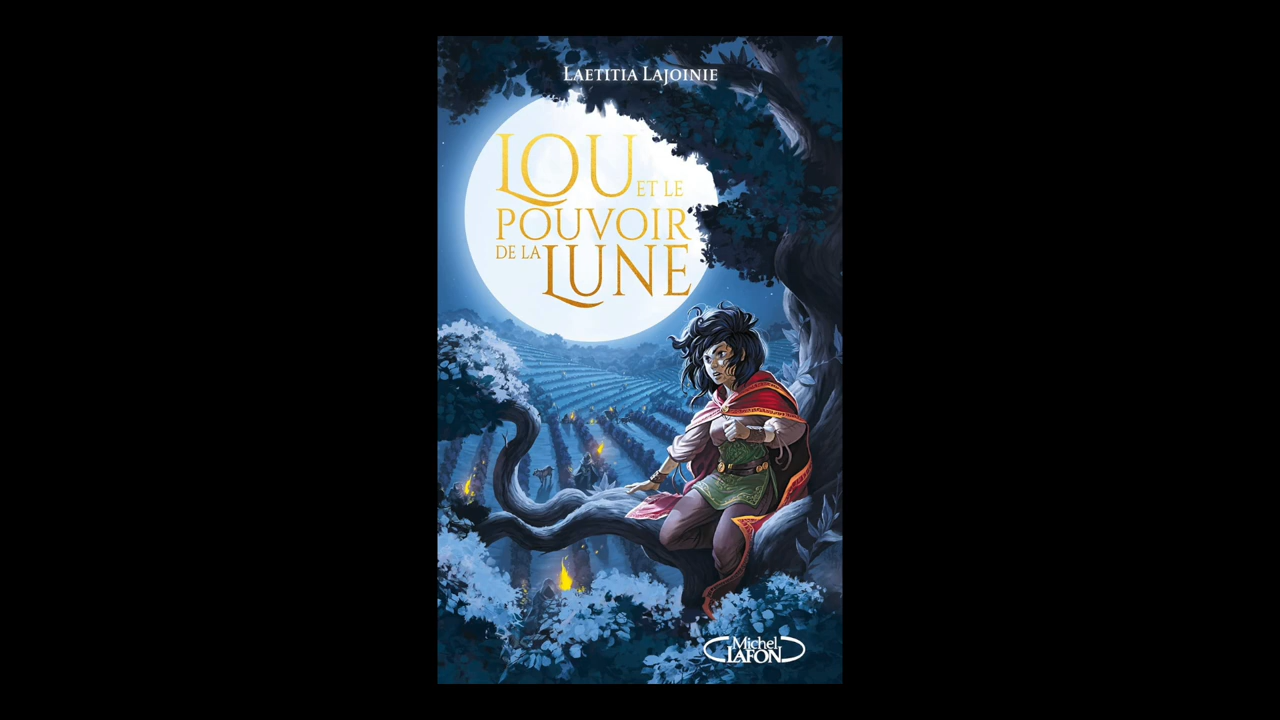 LAETITIA LAJOINIE
LOU ET LE
POUVOIR
DE LA LUNE
Michel
LAFON